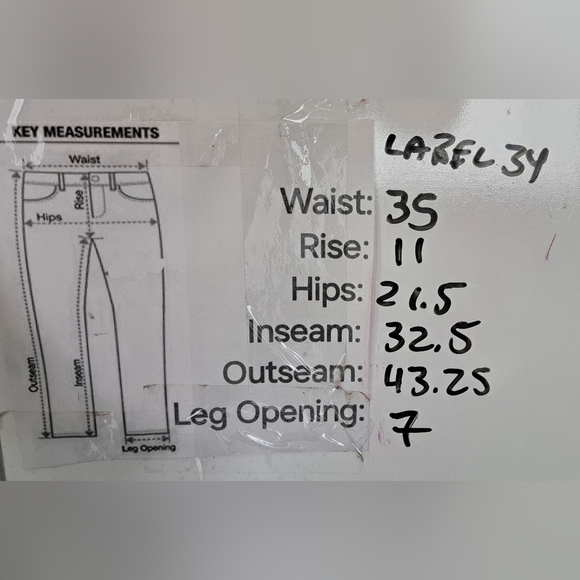 KEY MEASUREMENTS
Waist
Rise
Hips
Outseam
Inseam
Leg Opening
LABEL 34
Waist: 35
Rise: 11
Hips: 21.5
Inseam: 32.5
Outseam: 43.25
Leg Opening: 7